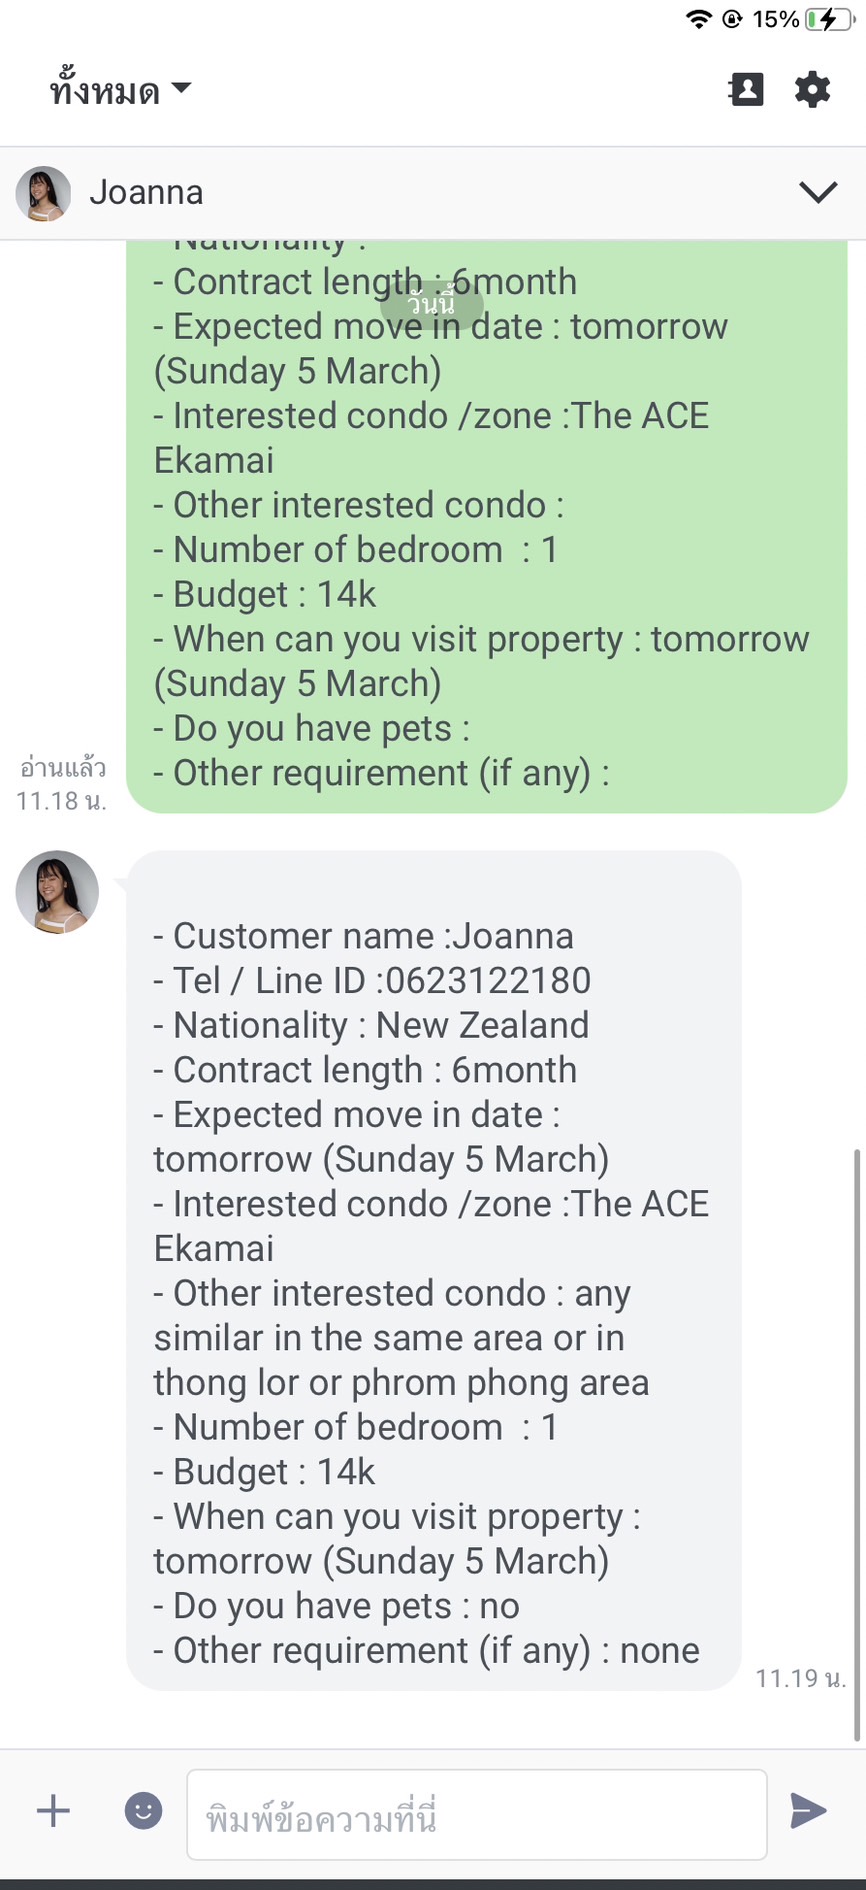 15%
ทั้งหมด
Joanna
- Nationality :
- Contract length : 6month
วันนี้
- Expected move in date : tomorrow
(Sunday 5 March)
- Interested condo /zone :The ACE
Ekamai
- Other interested condo :
- Number of bedroom  : 1
- Budget : 14k
- When can you visit property : tomorrow
(Sunday 5 March)
- Do you have pets :
- Other requirement (if any) :
อ่านแล้ว
11.18 น.
- Customer name :Joanna
- Tel / Line ID :0623122180
- Nationality : New Zealand
- Contract length : 6month
- Expected move in date :
tomorrow (Sunday 5 March)
- Interested condo /zone :The ACE
Ekamai
- Other interested condo : any
similar in the same area or in
thong lor or phrom phong area
- Number of bedroom  : 1
- Budget : 14k
- When can you visit property :
tomorrow (Sunday 5 March)
- Do you have pets : no
- Other requirement (if any) : none
11.19 น.
พิมพ์ข้อความที่นี่